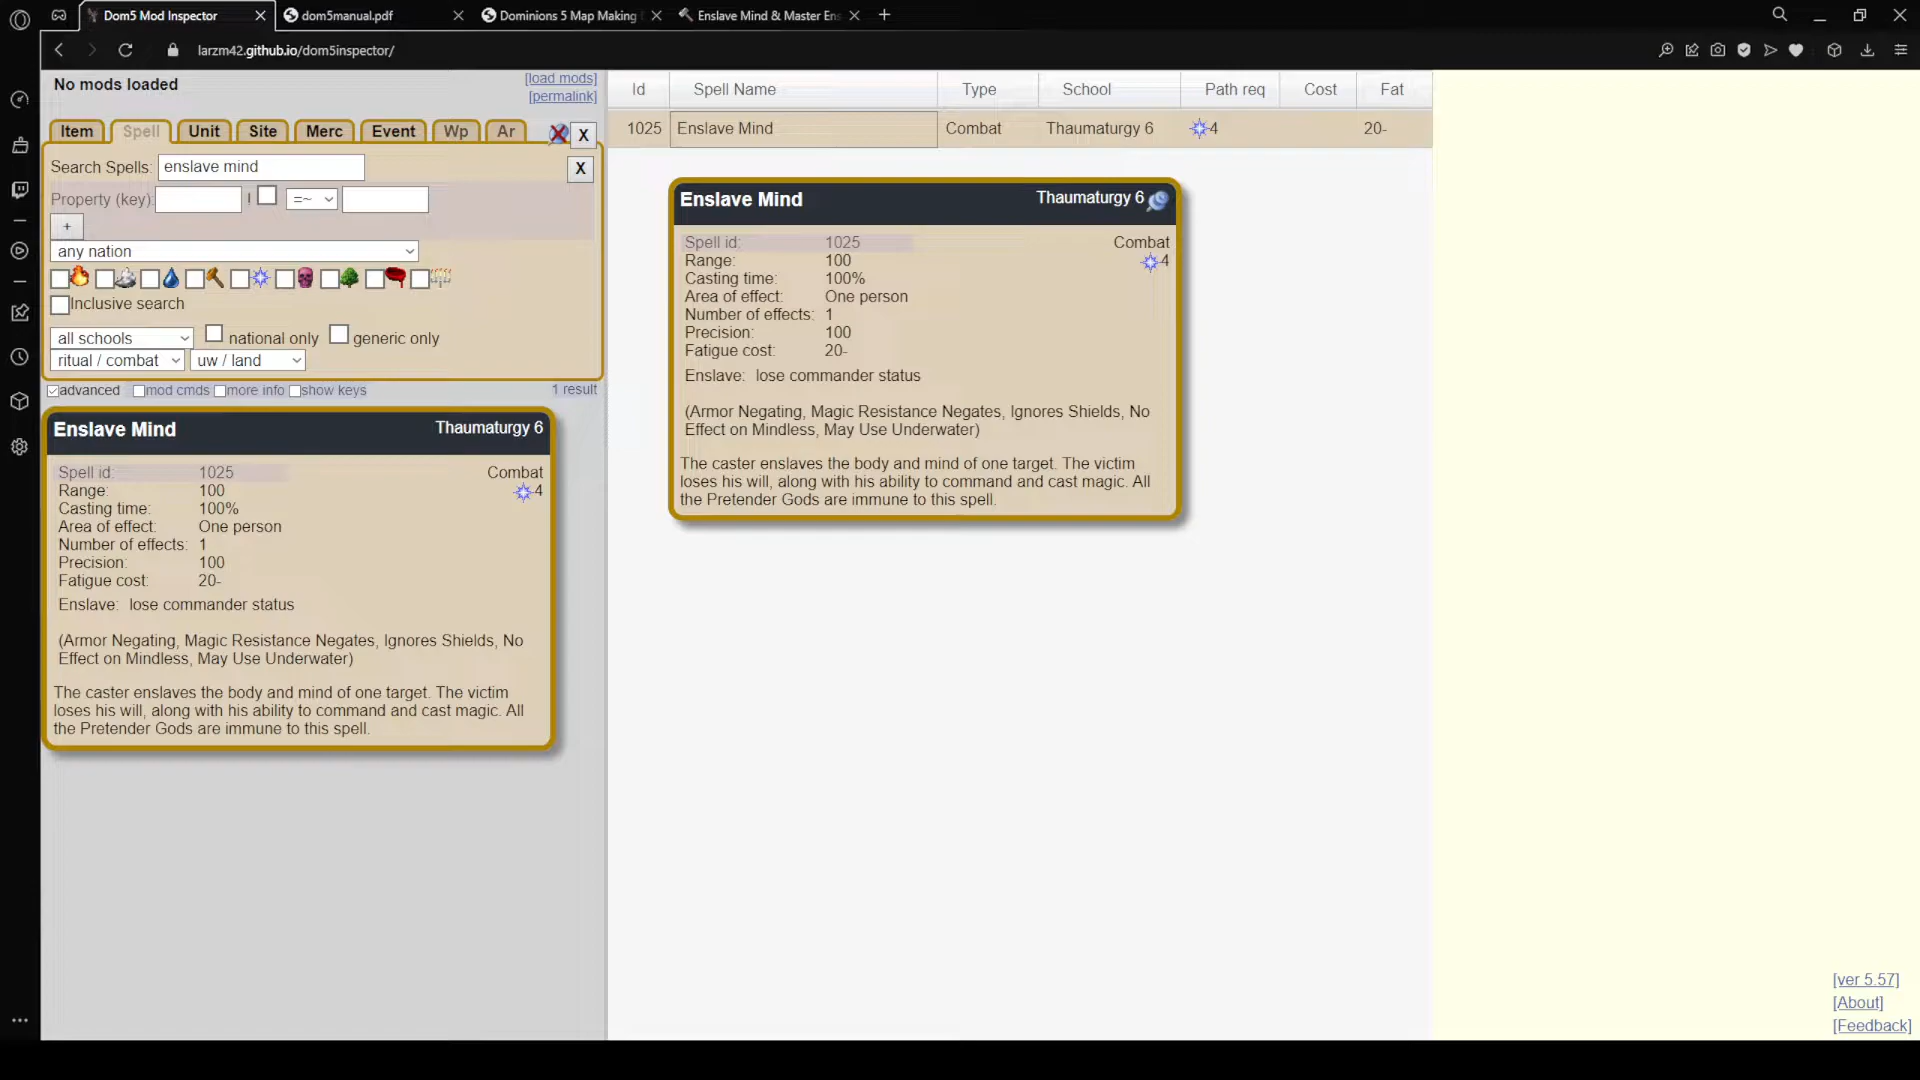 Dom5 Mod Inspector
dom5manual.pdf
Dominions 5 Map Making
Enslave Mind & Master En
larzm42.github.io/dom5inspector/
No mods loaded
[load mods]
[permalink]
Item Spell Unit Site Merc Event Wp Ar X
Search Spells: enslave mind X
Property (key): | =~
+
any nation
Inclusive search
all schools national only generic only
ritual / combat uw / land
advanced mod cmds more info show keys 1 result
Enslave Mind Thaumaturgy 6
Spell id: 1025 Combat
Range: 100 4
Casting time: 100%
Area of effect: One person
Number of effects: 1
Precision: 100
Fatigue cost: 20-
Enslave: lose commander status
(Armor Negating, Magic Resistance Negates, Ignores Shields, No
Effect on Mindless, May Use Underwater)
The caster enslaves the body and mind of one target. The victim
loses his will, along with his ability to command and cast magic. All
the Pretender Gods are immune to this spell.
Id Spell Name Type School Path req Cost Fat
1025 Enslave Mind Combat Thaumaturgy 6 4 20-
Enslave Mind Thaumaturgy 6
Spell id: 1025 Combat
Range: 100 4
Casting time: 100%
Area of effect: One person
Number of effects: 1
Precision: 100
Fatigue cost: 20-
Enslave: lose commander status
(Armor Negating, Magic Resistance Negates, Ignores Shields, No
Effect on Mindless, May Use Underwater)
The caster enslaves the body and mind of one target. The victim
loses his will, along with his ability to command and cast magic. All
the Pretender Gods are immune to this spell.
[ver 5.57]
[About]
[Feedback]